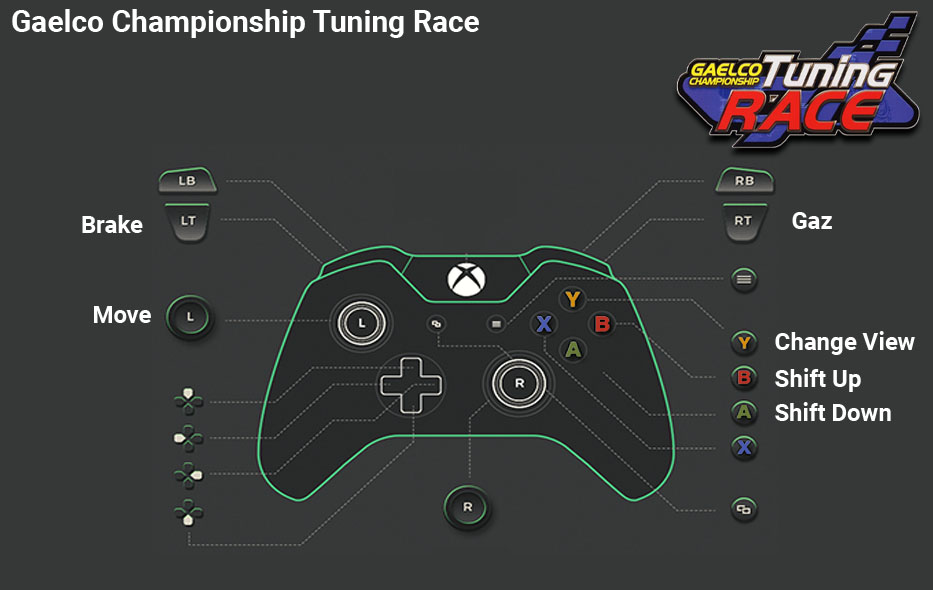 Gaelco Championship Tuning Race
GAELCO
CHAMPIONSHIP
Tuning
RACE
LB
RB
Brake
LT
RT
Gaz
Move
L
L
Y
X
B
A
R
Y
Change View
B
Shift Up
A
Shift Down
X
R